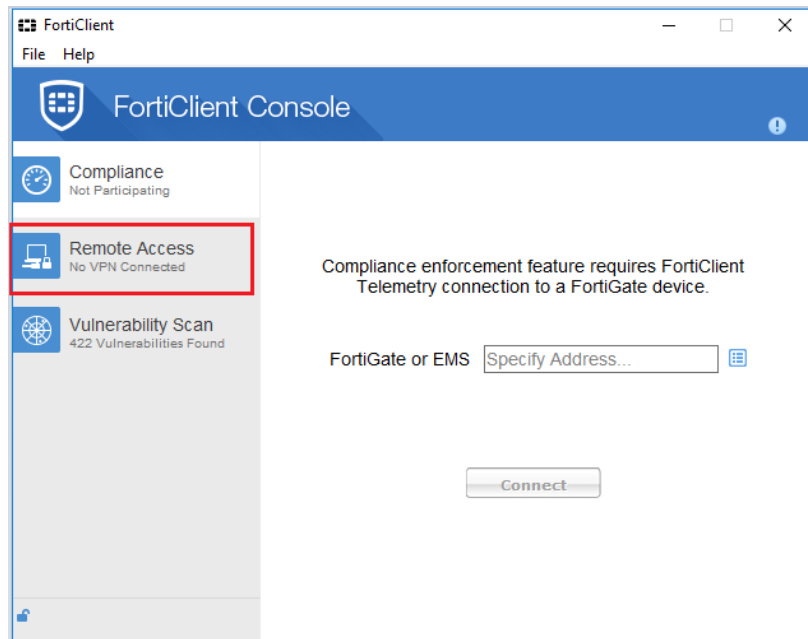 FortiClient
File Help
FortiClient Console
Compliance
Not Participating
Remote Access
No VPN Connected
Vulnerability Scan
422 Vulnerabilities Found
Compliance enforcement feature requires FortiClient
Telemetry connection to a FortiGate device.
FortiGate or EMS Specify Address...
Connect